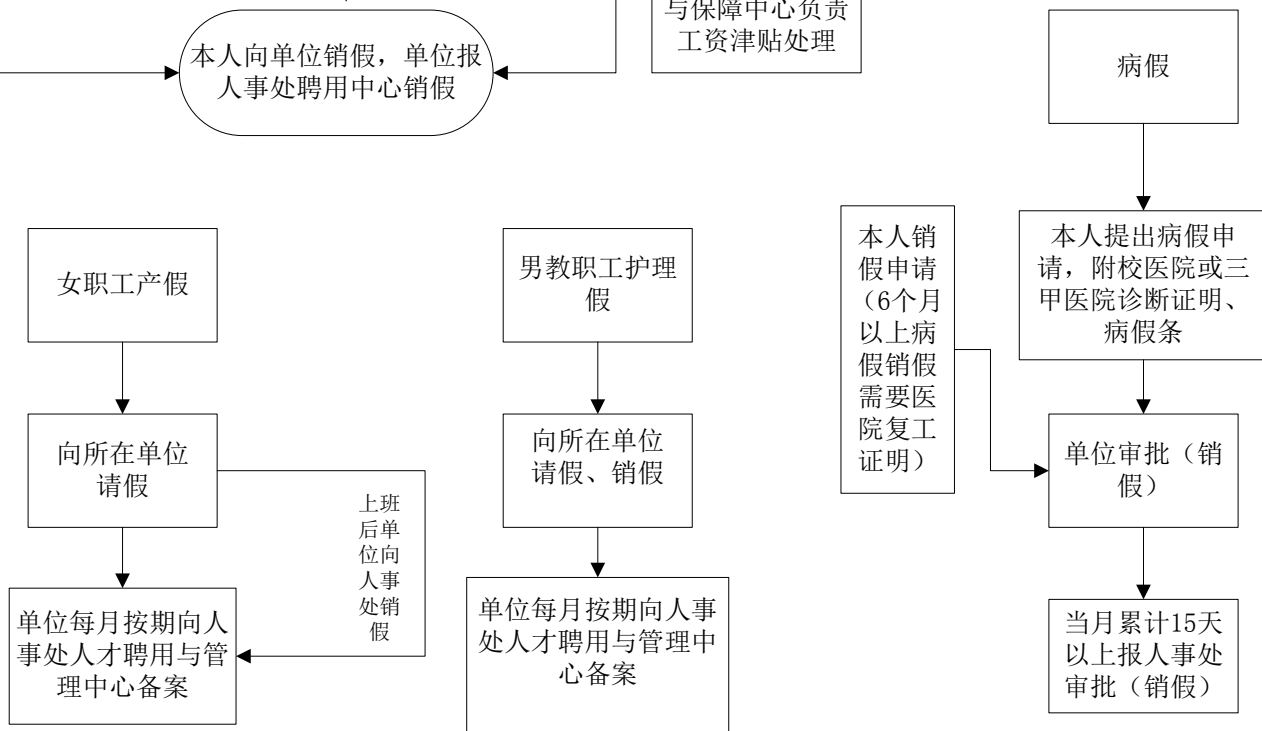 与保障中心负责
工资津贴处理
本人向单位销假，单位报
人事处聘用中心销假
病假
女职工产假
向所在单位
请假
上班
后单
位向
人事
处销
假
单位每月按期向人
事处人才聘用与管
理中心备案
男教职工护理
假
向所在单位
请假、销假
单位每月按期向人事
处人才聘用与管理中
心备案
本人销
假申请
（6个月
以上病
假销假
需要医
院复工
证明）
本人提出病假申
请，附校医院或三
甲医院诊断证明、
病假条
单位审批（销
假）
当月累计15天
以上报人事处
审批（销假）